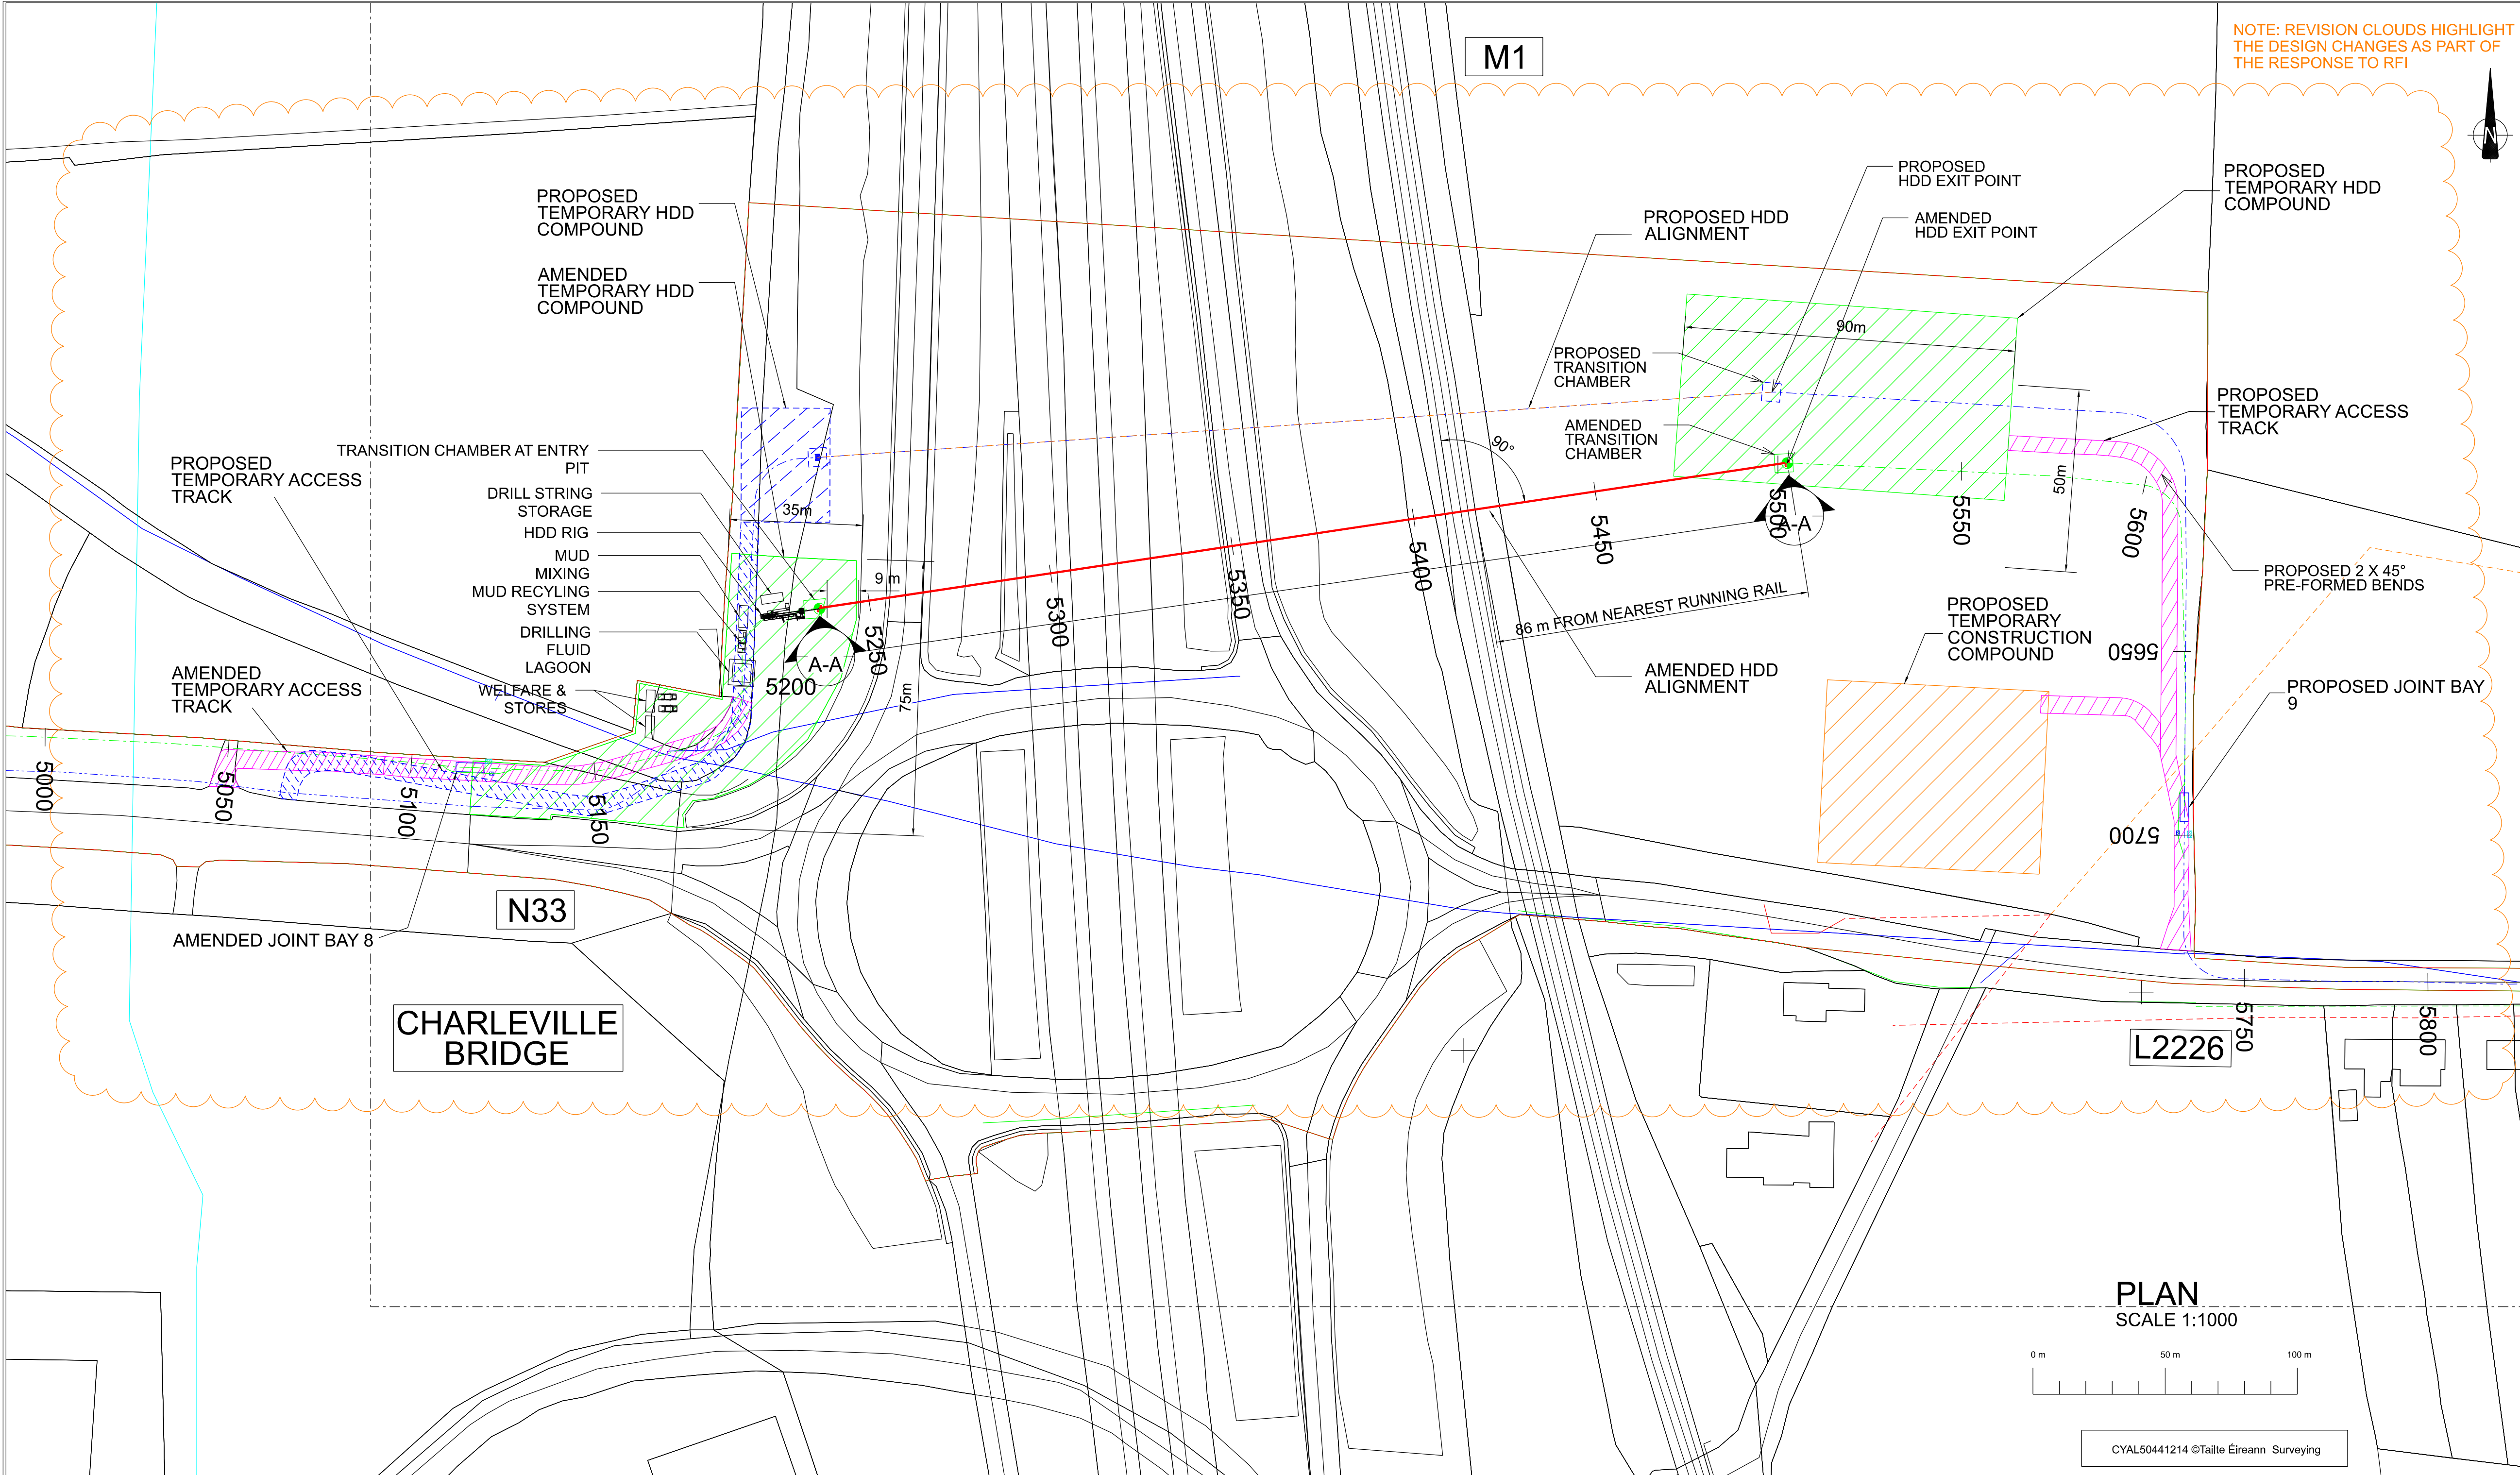 NOTE: REVISION CLOUDS HIGHLIGHT
THE DESIGN CHANGES AS PART OF
THE RESPONSE TO RFI
M1
N
PROPOSED
TEMPORARY HDD
COMPOUND
AMENDED
TEMPORARY HDD
COMPOUND
PROPOSED HDD
ALIGNMENT
PROPOSED
HDD EXIT POINT
AMENDED
HDD EXIT POINT
PROPOSED
TEMPORARY HDD
COMPOUND
90m
PROPOSED
TRANSITION
CHAMBER
AMENDED
TRANSITION
CHAMBER
90°
50m
PROPOSED
TEMPORARY ACCESS
TRACK
PROPOSED
TEMPORARY ACCESS
TRACK
TRANSITION CHAMBER AT ENTRY
PIT
DRILL STRING
STORAGE
HDD RIG
MUD
MIXING
MUD RECYLING
SYSTEM
DRILLING
FLUID
LAGOON
WELFARE &
STORES
35m
9 m
75m
A-A
A-A
AMENDED
TEMPORARY ACCESS
TRACK
5000
5050
5100
5150
5200
5250
5300
5350
5400
5450
5500
5550
5600
5650
5700
5750
5800
86 m FROM NEAREST RUNNING RAIL
AMENDED HDD
ALIGNMENT
PROPOSED 2 X 45°
PRE-FORMED BENDS
PROPOSED
TEMPORARY
CONSTRUCTION
COMPOUND
PROPOSED JOINT BAY
9
N33
AMENDED JOINT BAY 8
CHARLEVILLE
BRIDGE
L2226
PLAN
SCALE 1:1000
0 m
50 m
100 m
CYAL50441214 ©Tailte Éireann Surveying